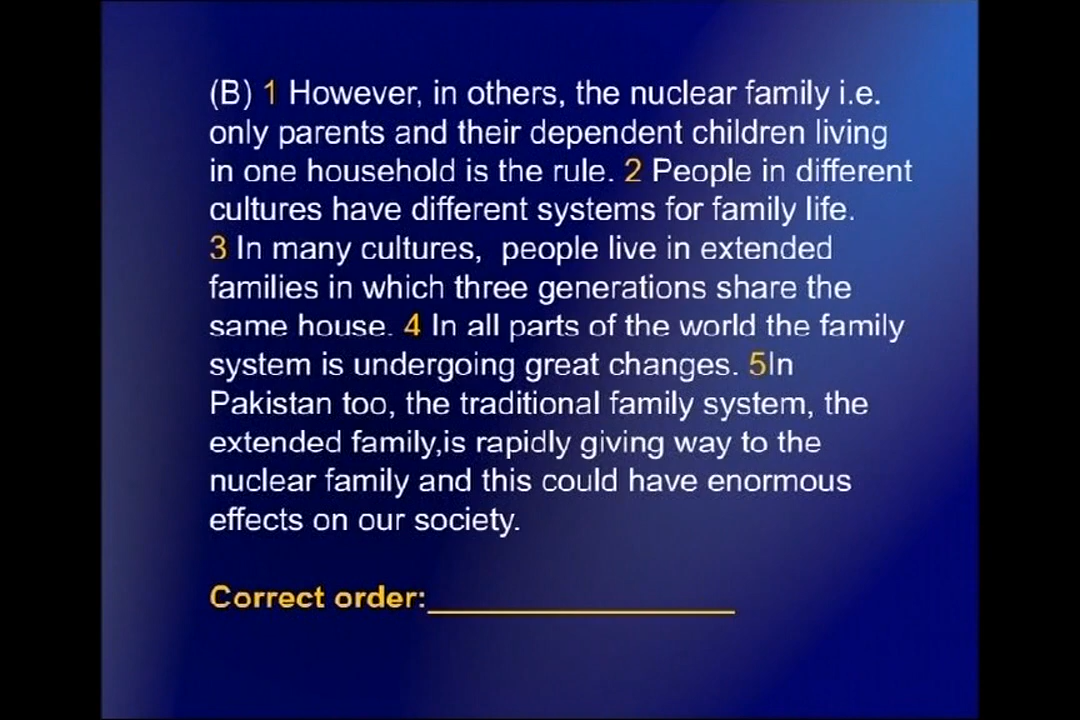 (B) 1 However, in others, the nuclear family i.e.
only parents and their dependent children living
in one household is the rule. 2 People in different
cultures have different systems for family life.
3 In many cultures,  people live in extended
families in which three generations share the
same house. 4 In all parts of the world the family
system is undergoing great changes. 5In
Pakistan too, the traditional family system, the
extended family,is rapidly giving way to the
nuclear family and this could have enormous
effects on our society.
Correct order:____________________